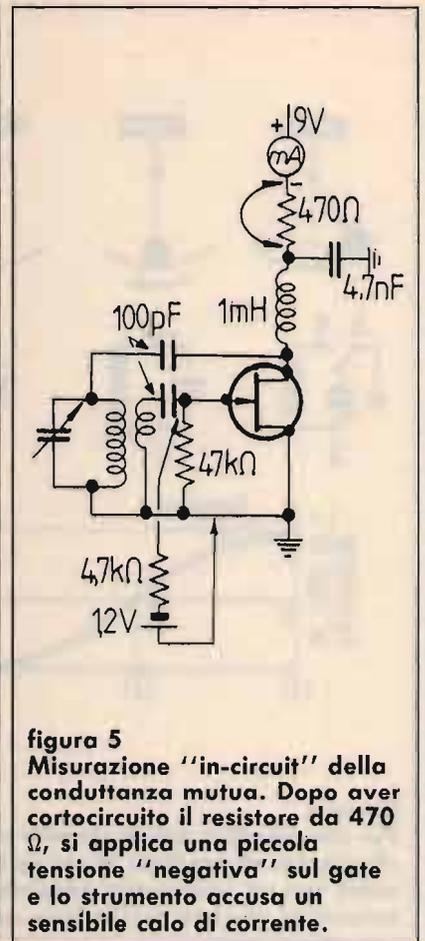 + 9V
mA
-
470Ω
4,7nF
1mH
100pF
47kΩ
4,7kΩ
1,2V
figura 5
Misurazione ''in-circuit'' della
conduttanza mutua. Dopo aver
cortocircuito il resistore da 470
Ω, si applica una piccola
tensione ''negativa'' sul gate
e lo strumento accusa un
sensibile calo di corrente.